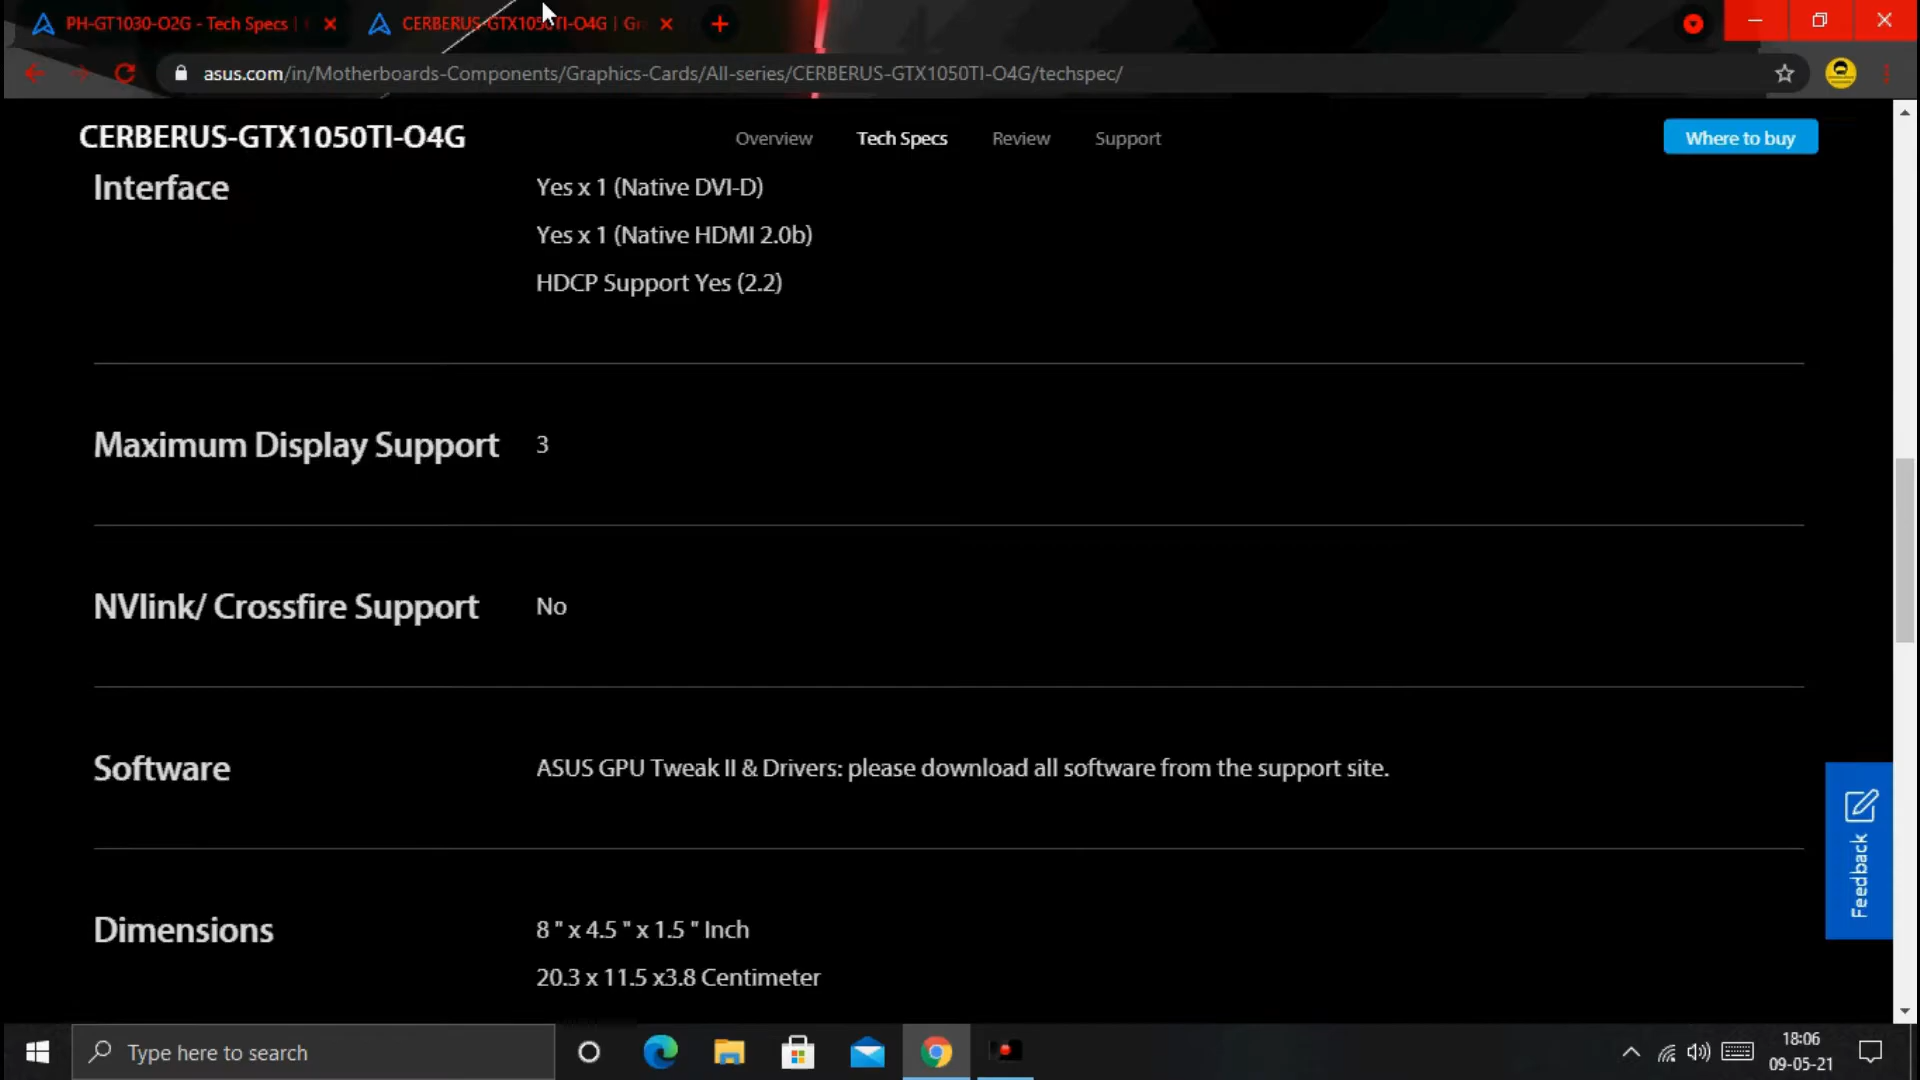 PH-GT1030-O2G - Tech Specs |
CERBERUS-GTX1050TI-O4G | Gr
asus.com/in/Motherboards-Components/Graphics-Cards/All-series/CERBERUS-GTX1050TI-O4G/techspec/
CERBERUS-GTX1050TI-O4G
Overview
Tech Specs
Review
Support
Where to buy
Interface
Yes x 1 (Native DVI-D)
Yes x 1 (Native HDMI 2.0b)
HDCP Support Yes (2.2)
Maximum Display Support
3
NVlink/ Crossfire Support
No
Software
ASUS GPU Tweak II & Drivers: please download all software from the support site.
Feedback
Dimensions
8 " x 4.5 " x 1.5 " Inch
20.3 x 11.5 x3.8 Centimeter
Type here to search
18:06
09-05-21